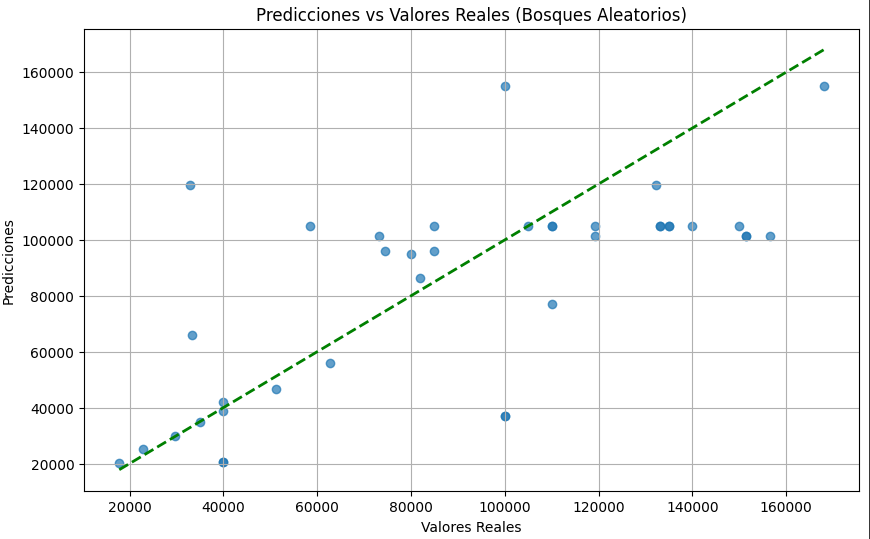 Predicciones vs Valores Reales (Bosques Aleatorios)
Predicciones
160000
140000
120000
100000
80000
60000
40000
20000
20000 40000 60000 80000 100000 120000 140000 160000
Valores Reales